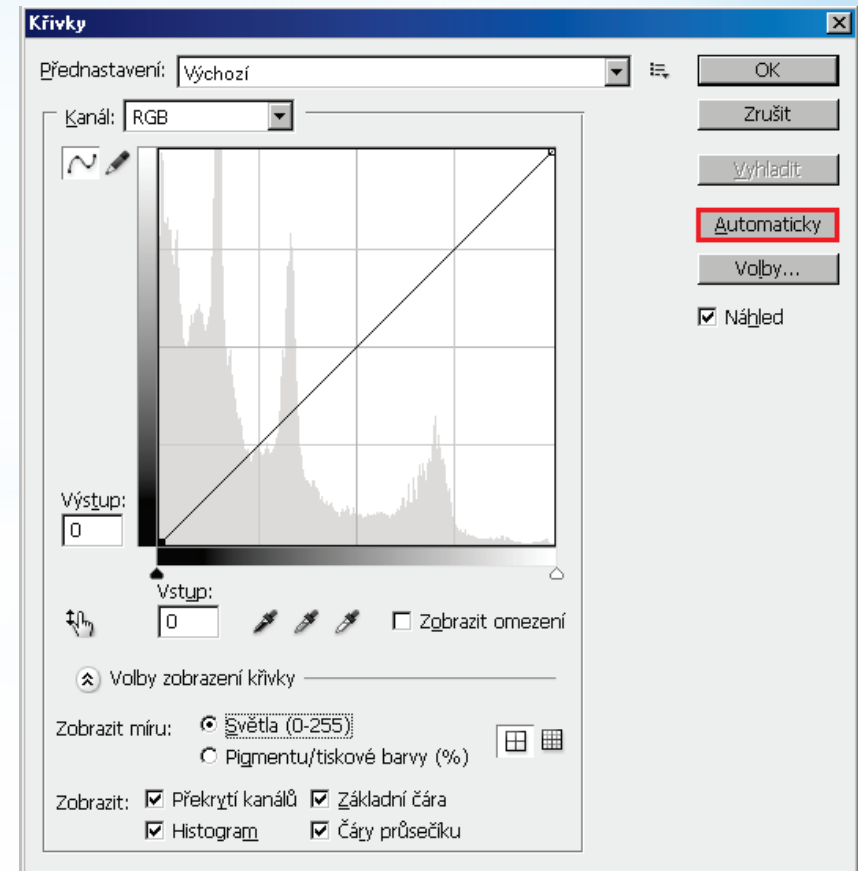 Křivky
Přednastavení: Výchozí
OK
Kanál: RGB
Zrušit
Vyhladit
Automaticky
Volby...
Náhled
Výstup:
0
Vstup:
0
Zobrazit omezení
Volby zobrazení křivky
Zobrazit míru: Světla (0-255)
Pigmentu/tiskové barvy (%)
Zobrazit: Překrytí kanálů Základní čára
Histogram Čáry průsečíku